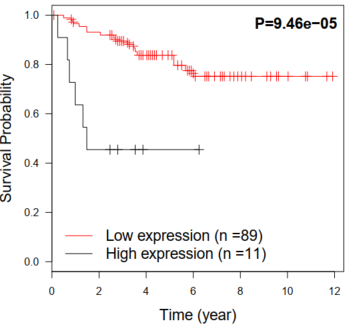 P=9.46e−05
Survival Probability
1.0
0.8
0.6
0.4
0.2
0.0
Low expression (n =89)
High expression (n =11)
0 2 4 6 8 10 12
Time (year)